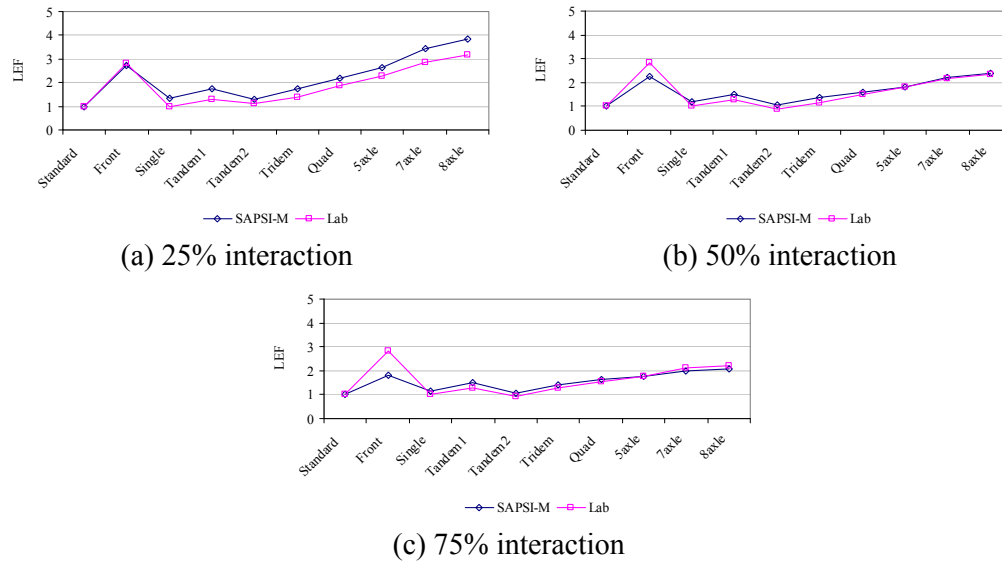 5
4
3
2
1
0
LEF
Standard
Front
Single
Tandem1
Tandem2
Tridem
Quad
5axle
7axle
8axle
SAPSI-M Lab
(a) 25% interaction
5
4
3
2
1
0
LEF
Standard
Front
Single
Tandem1
Tandem2
Tridem
Quad
5axle
7axle
8axle
SAPSI-M Lab
(b) 50% interaction
5
4
3
2
1
0
LEF
Standard
Front
Single
Tandem1
Tandem2
Tridem
Quad
5axle
7axle
8axle
SAPSI-M Lab
(c) 75% interaction